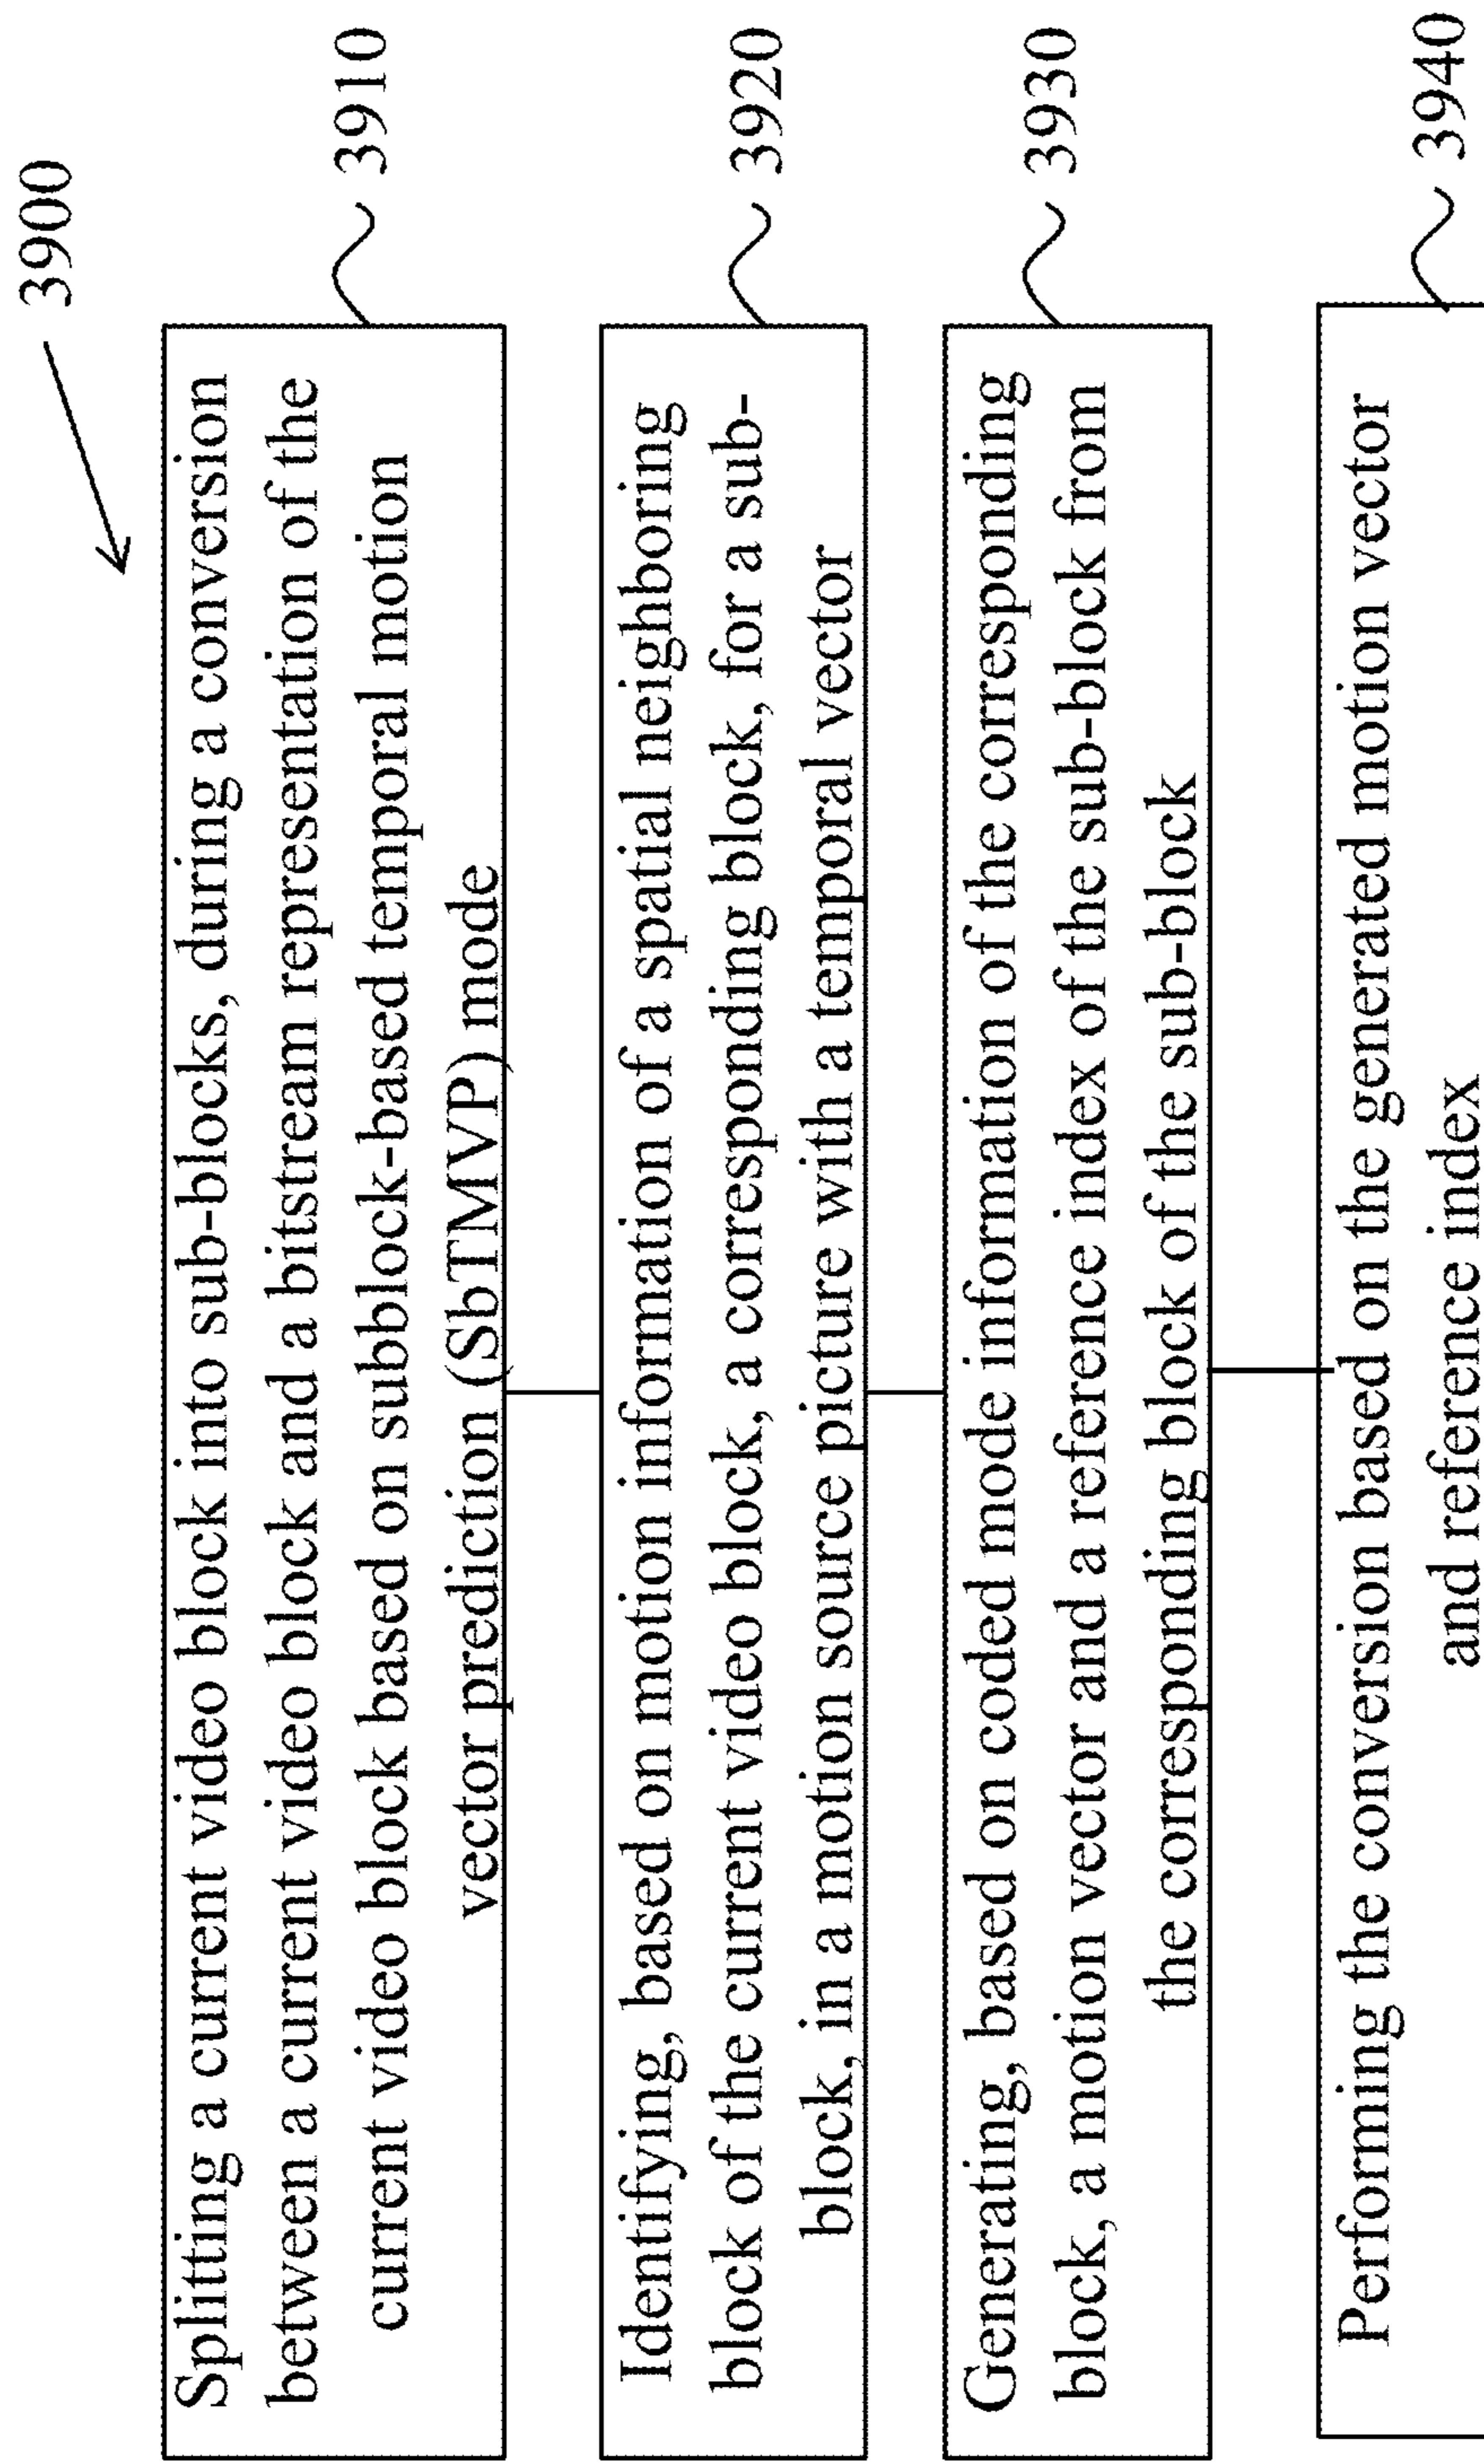 3900
Splitting a current video block into sub-blocks, during a conversion
between a current video block and a bitstream representation of the
current video block based on subblock-based temporal motion
vector prediction (SbTMVP) mode
3910
Identifying, based on motion information of a spatial neighboring
block of the current video block, a corresponding block, for a sub-
block, in a motion source picture with a temporal vector
3920
Generating, based on coded mode information of the corresponding
block, a motion vector and a reference index of the sub-block from
the corresponding block of the sub-block
3930
Performing the conversion based on the generated motion vector
and reference index
3940